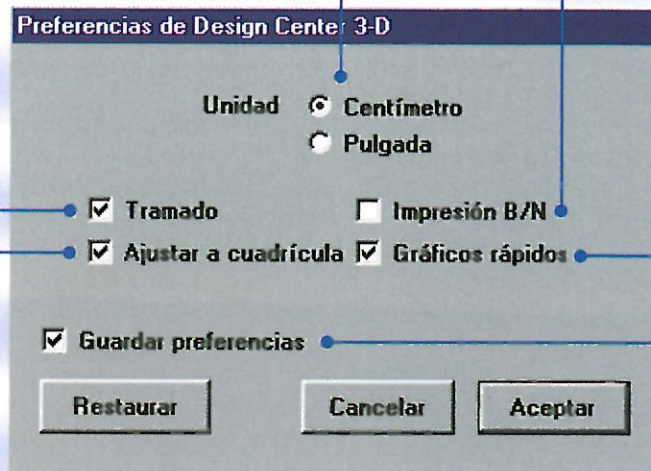 Preferencias de Design Center 3-D
Unidad Centímetro
Pulgada
Tramado Impresión B/N
Ajustar a cuadrícula Gráficos rápidos
Guardar preferencias
Restaurar Cancelar Aceptar